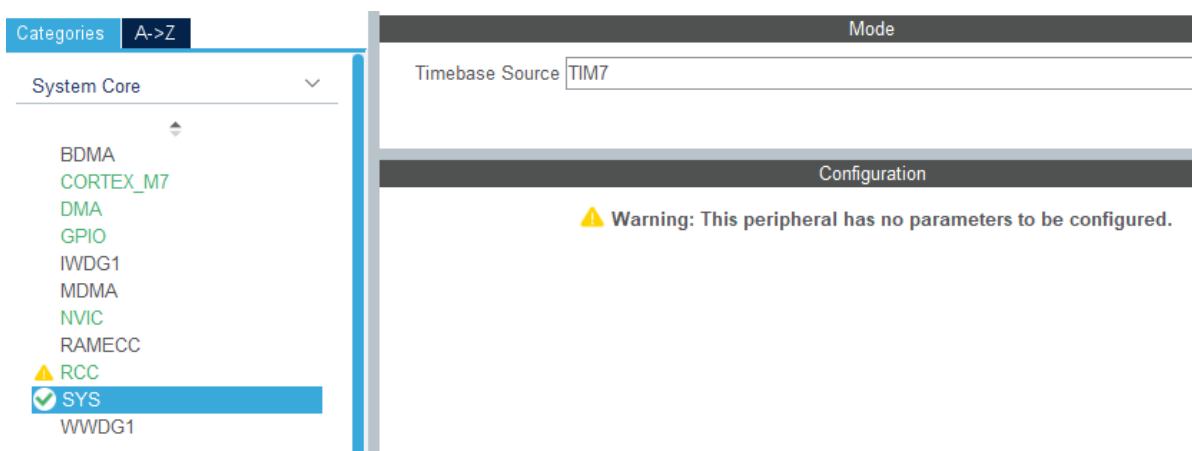 Categories A->Z
System Core
BDMA
CORTEX_M7
DMA
GPIO
IWDG1
MDMA
NVIC
RAMECC
RCC
SYS
WWDG1
Mode
Timebase Source TIM7
Configuration
Warning: This peripheral has no parameters to be configured.